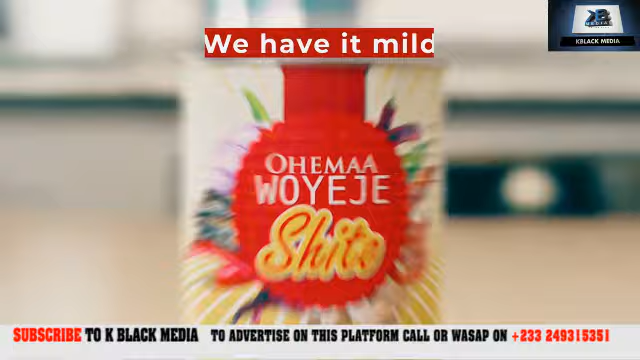 We have it mild
KBLACK MEDIA
OHEMAA
WOYEJE
Shito
SUBSCRIBE TO K BLACK MEDIA TO ADVERTISE ON THIS PLATFORM CALL OR WASAP ON +233 249315351